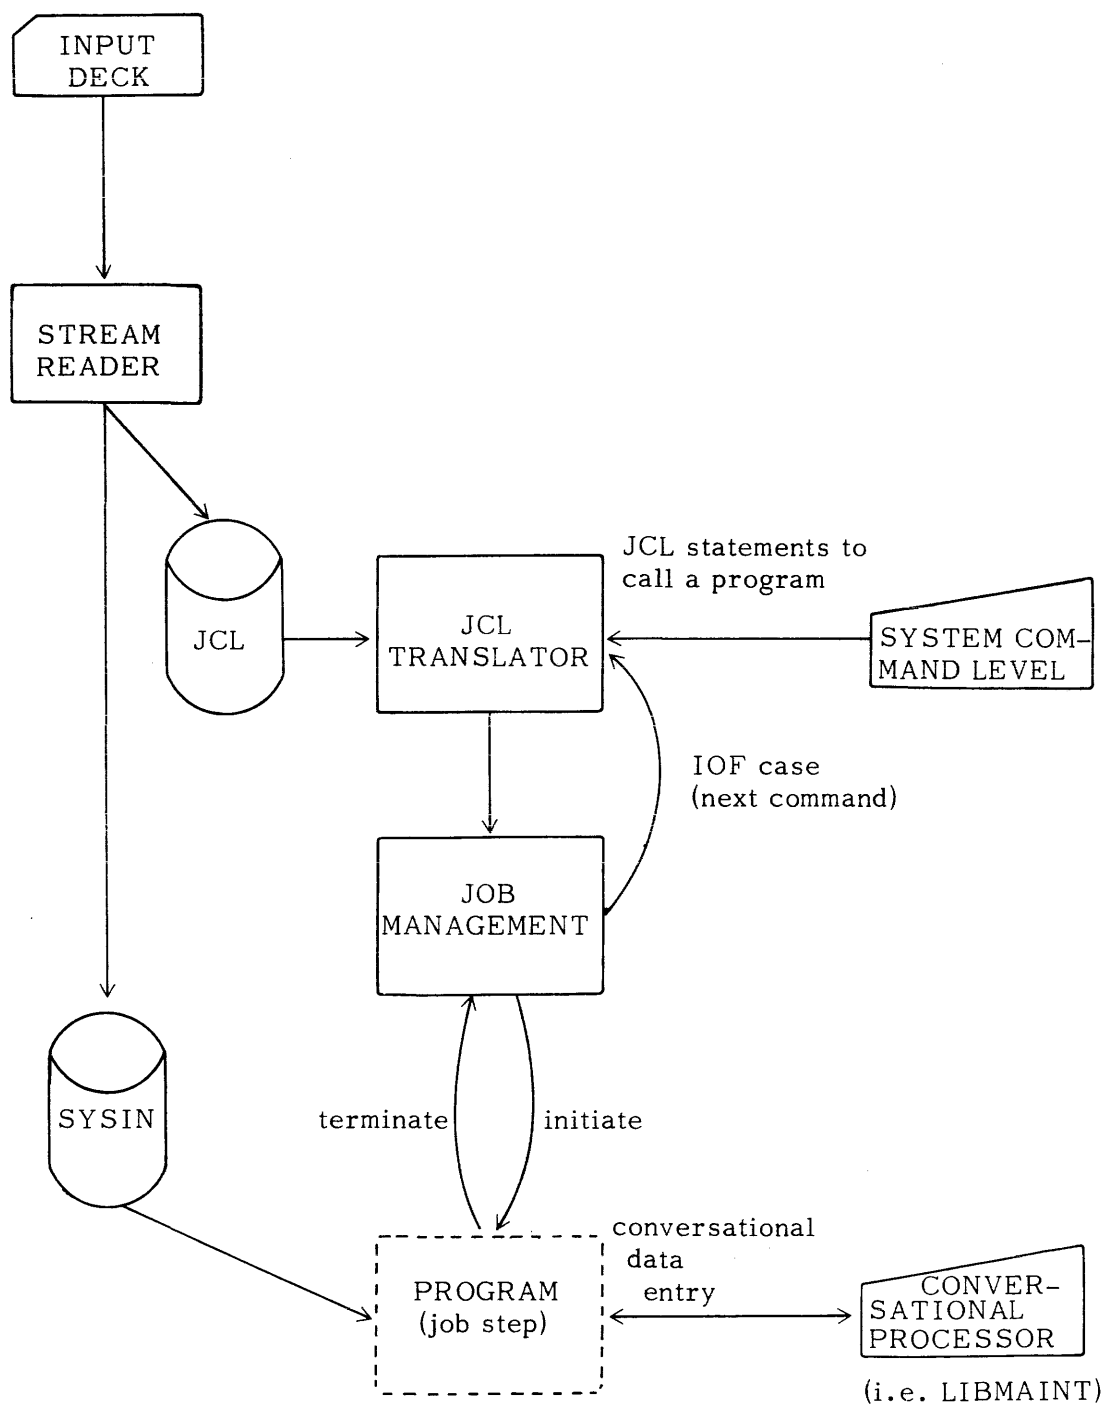 INPUT
DECK
STREAM
READER
JCL
JCL
TRANSLATOR
JCL statements to
call a program
SYSTEM COM-
MAND LEVEL
IOF case
(next command)
JOB
MANAGEMENT
SYSIN
terminate
initiate
PROGRAM
(job step)
conversational
data
entry
CONVER-
SATIONAL
PROCESSOR
(i.e. LIBMAINT)